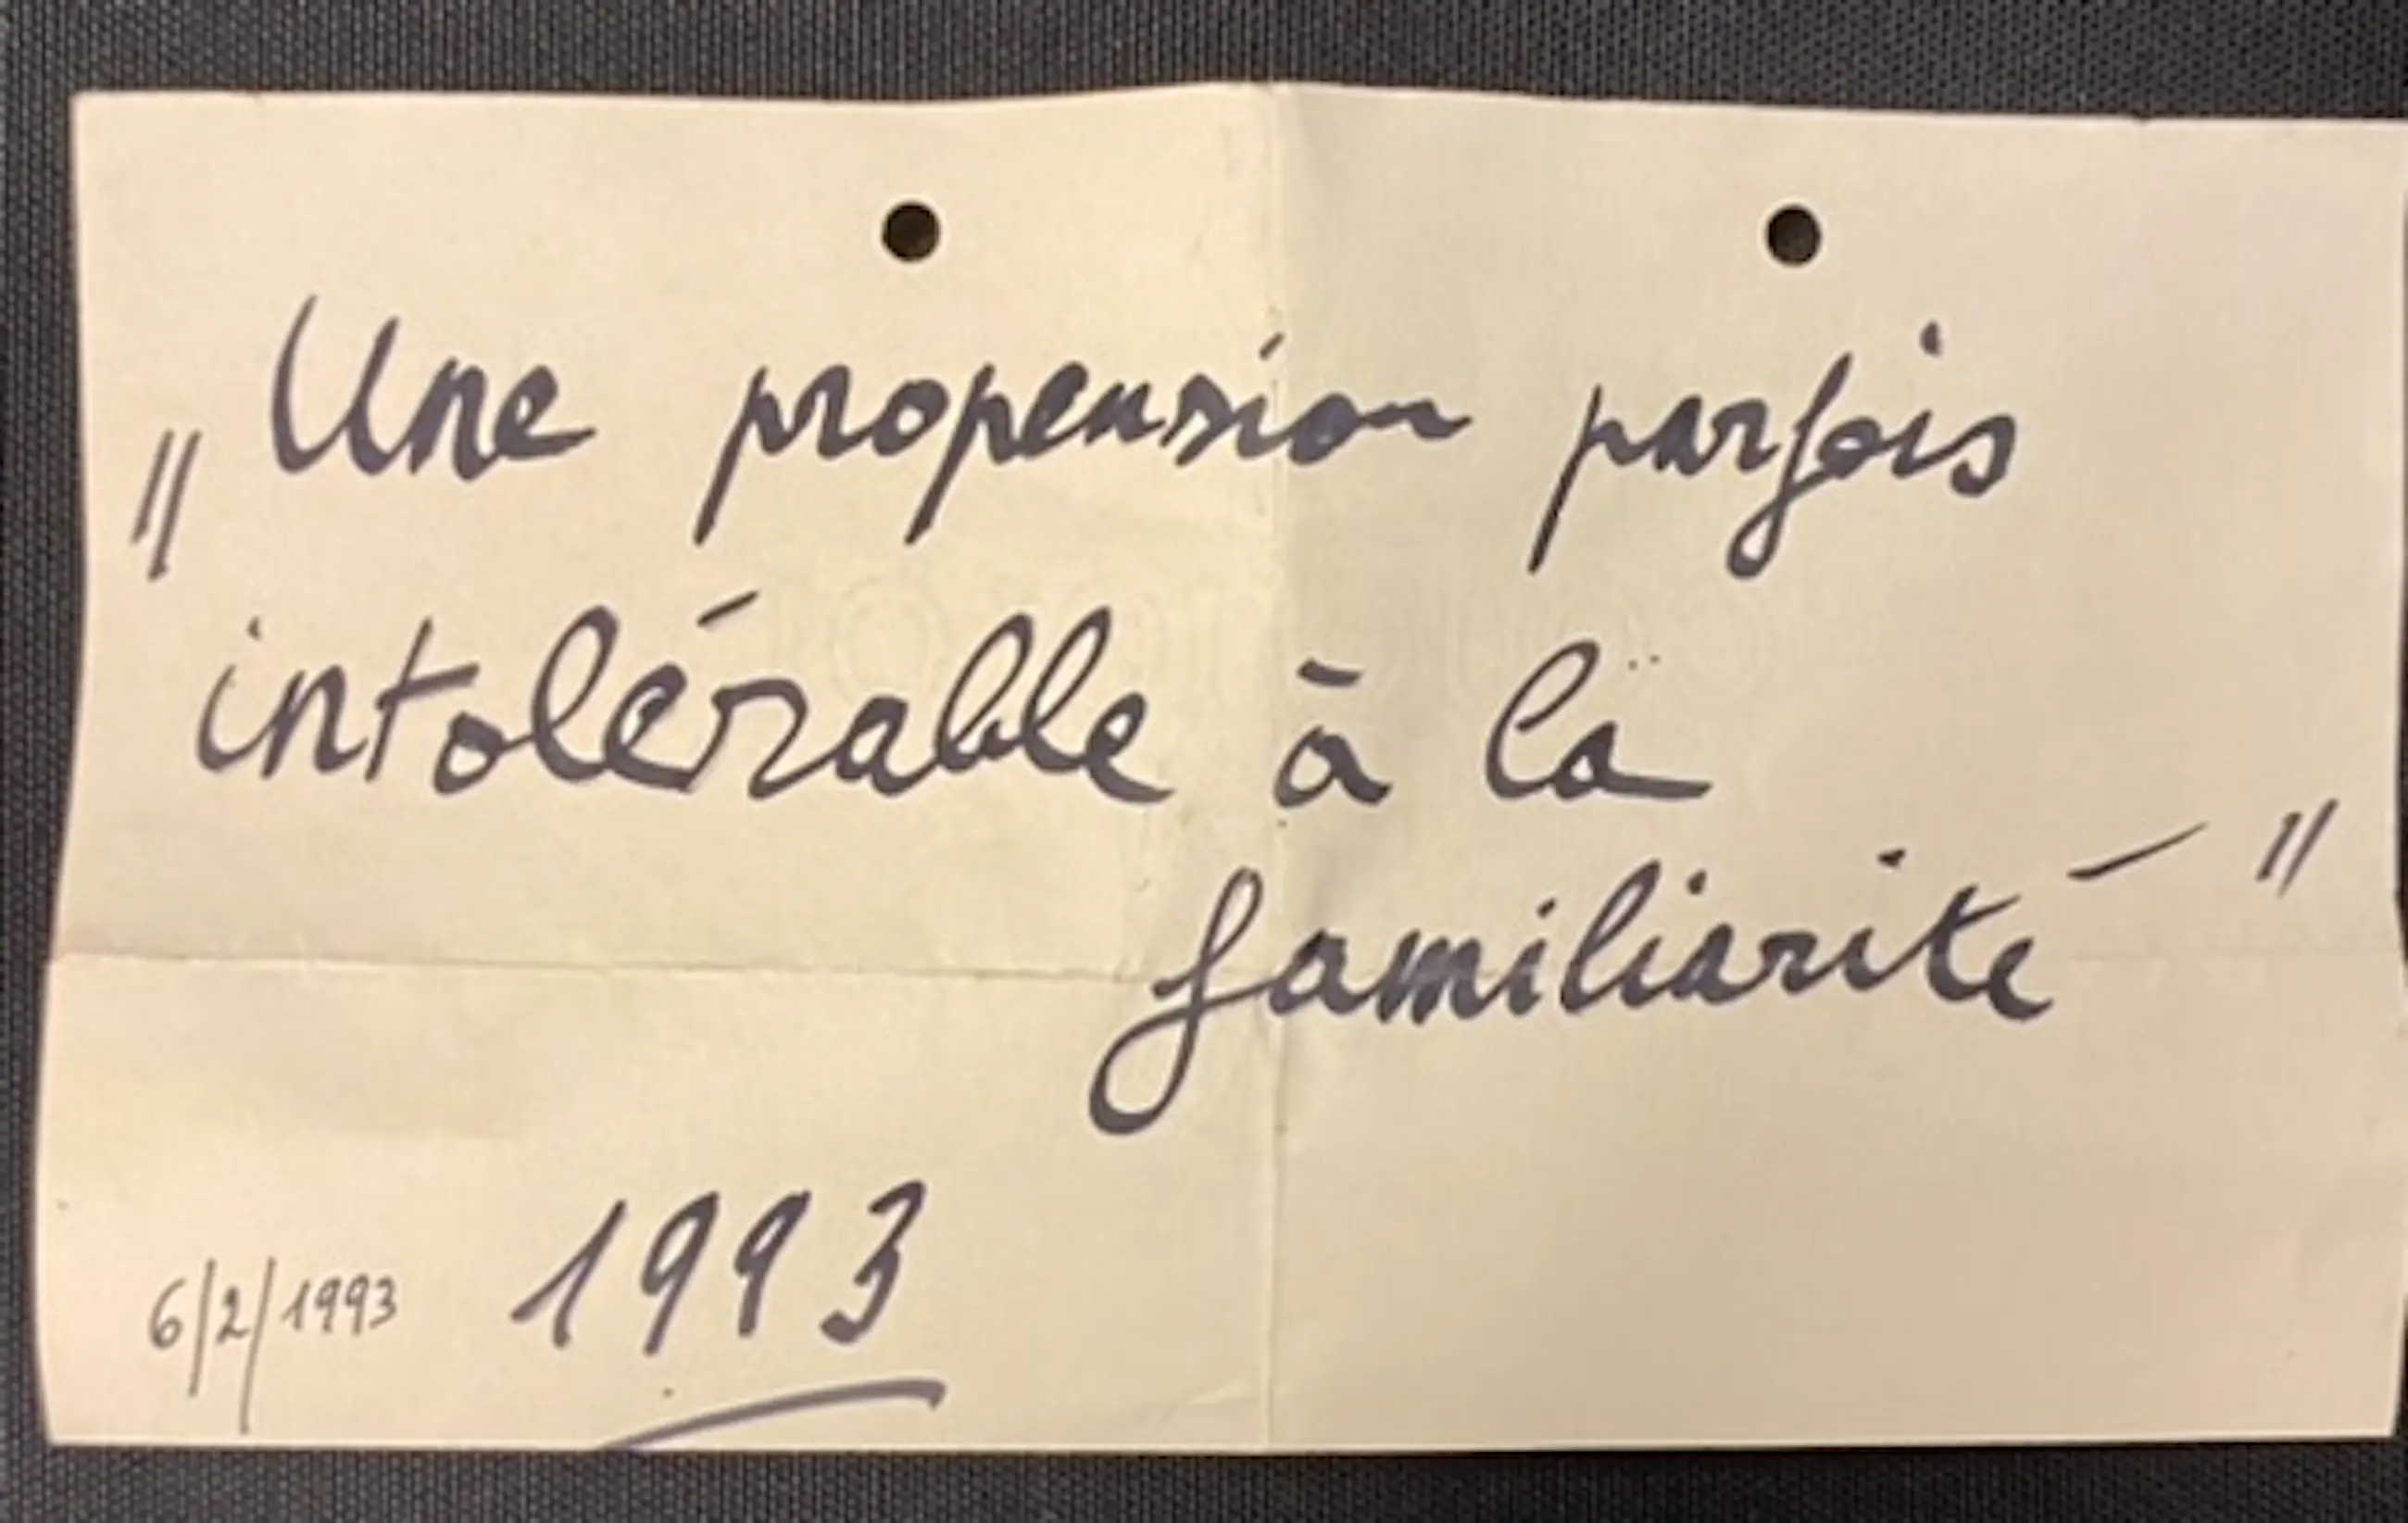 „Une propension parfois
intolérable à la
familiarité"
6/2/1993 1993